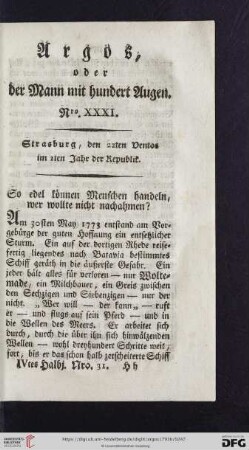 Argos,
oder
der Mann mit hundert Augen.
Nro. XXXI.
Strasburg, den 22ten Ventos
im 2ten Jahr der Republik.
So edel können Menschen handeln,
wer wollte nicht nachahmen?
Am 30sten May 1773 entstand am Vor-
gebürge der guten Hoffnung ein entsetzlicher
Sturm. Ein auf der dortigen Rhede reise-
fertig liegendes nach Batavia bestimmtes
Schiff geräth in die äußerste Gefahr. Ein
jeder hält alles für verloren — nur Wolte-
made, ein Milchbauer, ein Greis zwischen den
Sechzigen und Siebenzigen — nur der
nicht. „Wer will — der kann„ — ruft
er — und flugs auf sein Pferd — und in
die Wellen des Meers. Er arbeitet sich
durch, durch die über ihn sich hinwälzenden
Wellen — wohl dreyhundert Schritte weit,
fort, bis er das schon halb zerscheiterte Schiff
IVtes Halbj. Nro. 31. H h
DFG